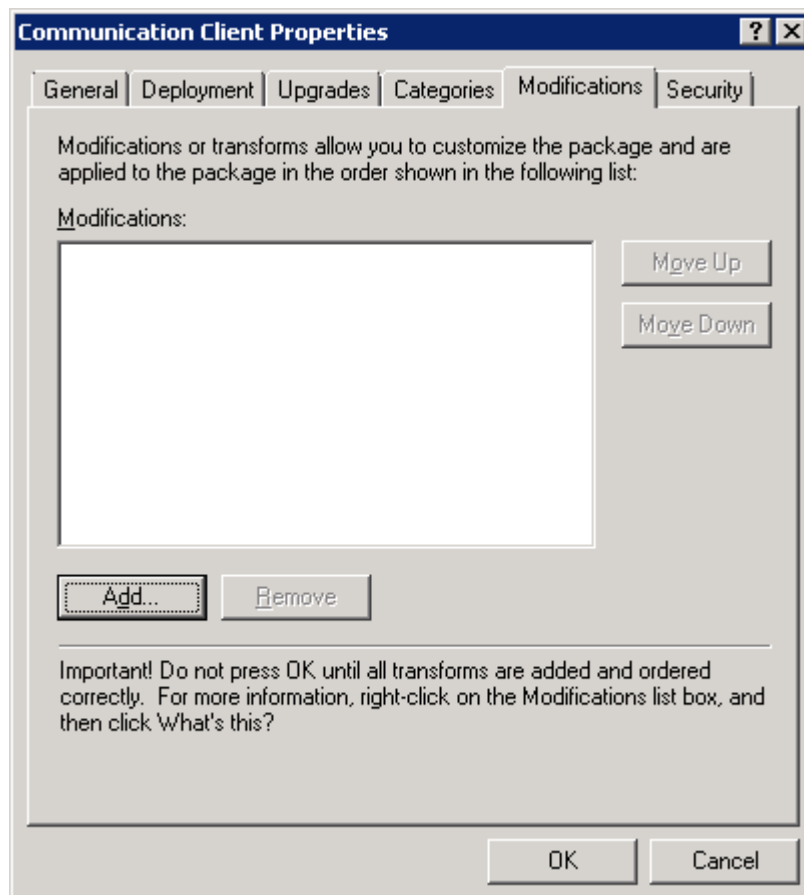 Communication Client Properties
General Deployment Upgrades Categories Modifications Security
Modifications or transforms allow you to customize the package and are
applied to the package in the order shown in the following list:
Modifications:
Move Up
Move Down
Add... Remove
Important! Do not press OK until all transforms are added and ordered
correctly. For more information, right-click on the Modifications list box, and
then click What's this?
OK Cancel